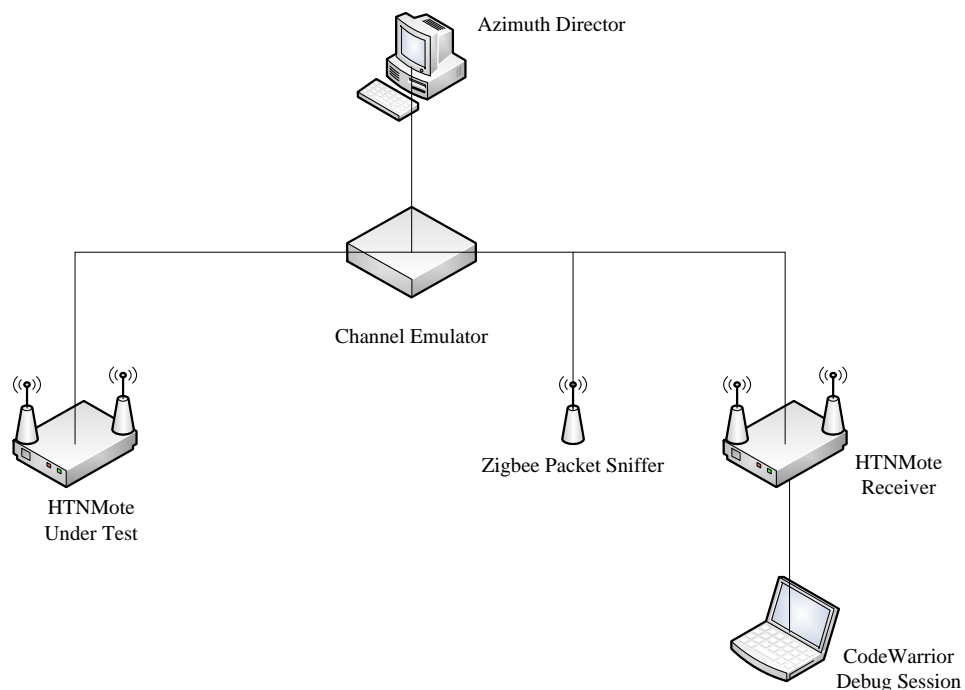 Azimuth Director
Channel Emulator
Zigbee Packet Sniffer
HTNMote
Receiver
HTNMote
Under Test
CodeWarrior
Debug Session